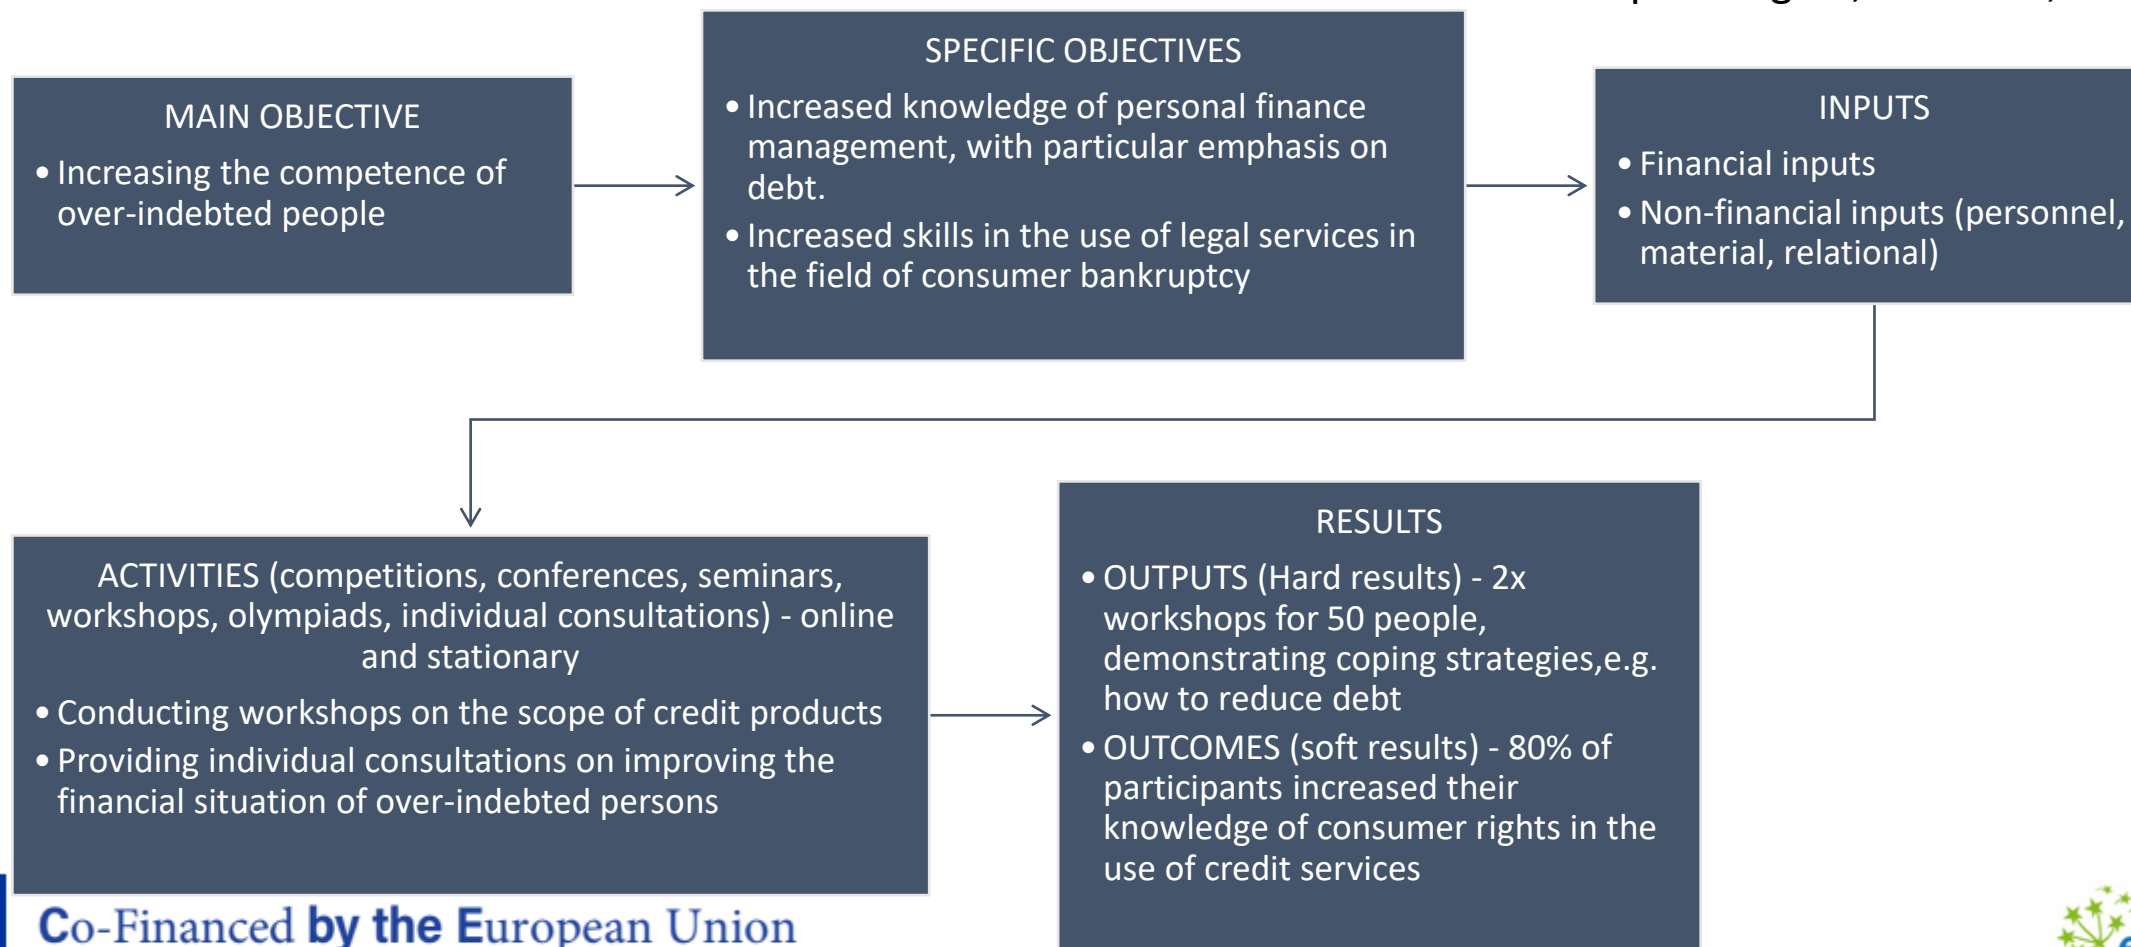 MAIN OBJECTIVE
• Increasing the competence of
over-indebted people
SPECIFIC OBJECTIVES
• Increased knowledge of personal finance
management, with particular emphasis on
debt.
• Increased skills in the use of legal services in
the field of consumer bankruptcy
INPUTS
• Financial inputs
• Non-financial inputs (personnel,
material, relational)
ACTIVITIES (competitions, conferences, seminars,
workshops, olympiads, individual consultations) - online
and stationary
• Conducting workshops on the scope of credit products
• Providing individual consultations on improving the
financial situation of over-indebted persons
RESULTS
• OUTPUTS (Hard results) - 2x
workshops for 50 people,
demonstrating coping strategies,e.g.
how to reduce debt
• OUTCOMES (soft results) - 80% of
participants increased their
knowledge of consumer rights in the
use of credit services
Co-Financed by the European Union